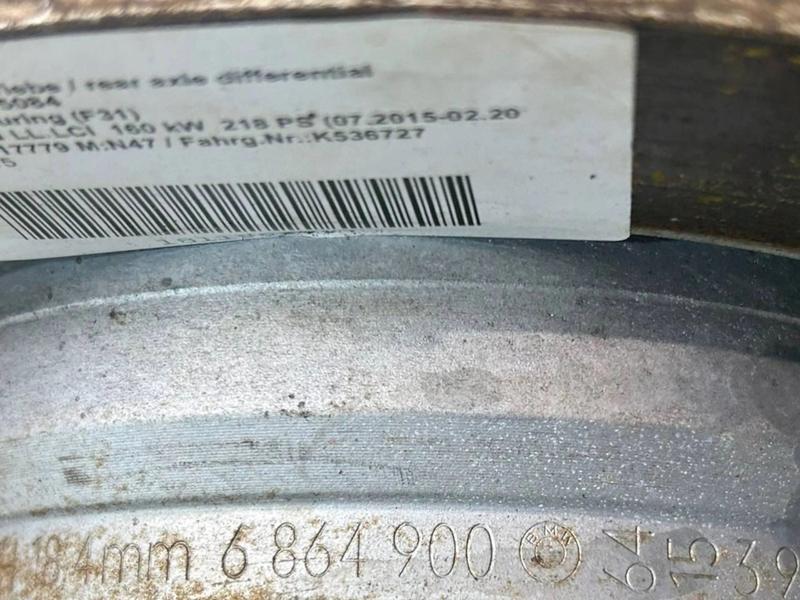 riebe / rear axle differential
5084
uring (F31)
LL.LCI 160 kW 218 PS (07.2015-02.20
17779 M:N47 / Fahrg.Nr.:K536727
5
184mm 6 864 900 BMW 64 15 39